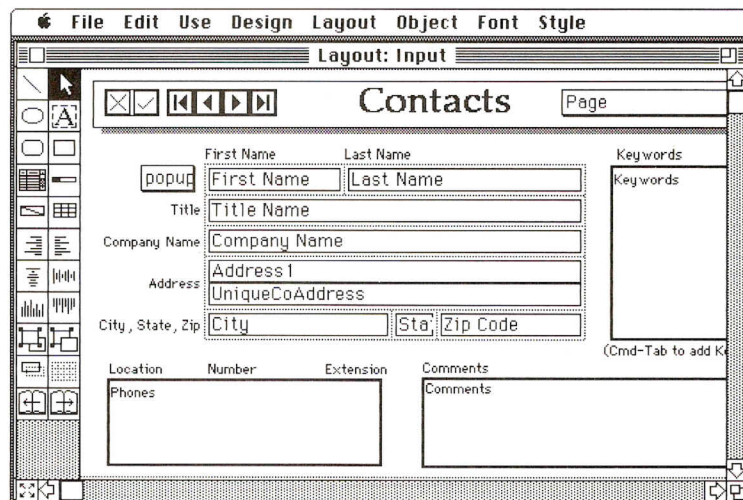 File Edit Use Design Layout Object Font Style
Layout: Input
A
Contacts
Page
First Name Last Name
Keywords
popup
First Name
Last Name
Keywords
Title
Title Name
Company Name
Company Name
Address
Address1
UniqueCoAddress
City, State, Zip
City
Sta
Zip Code
(Cmd-Tab to add Ke
Location Number Extension
Comments
Phones
Comments